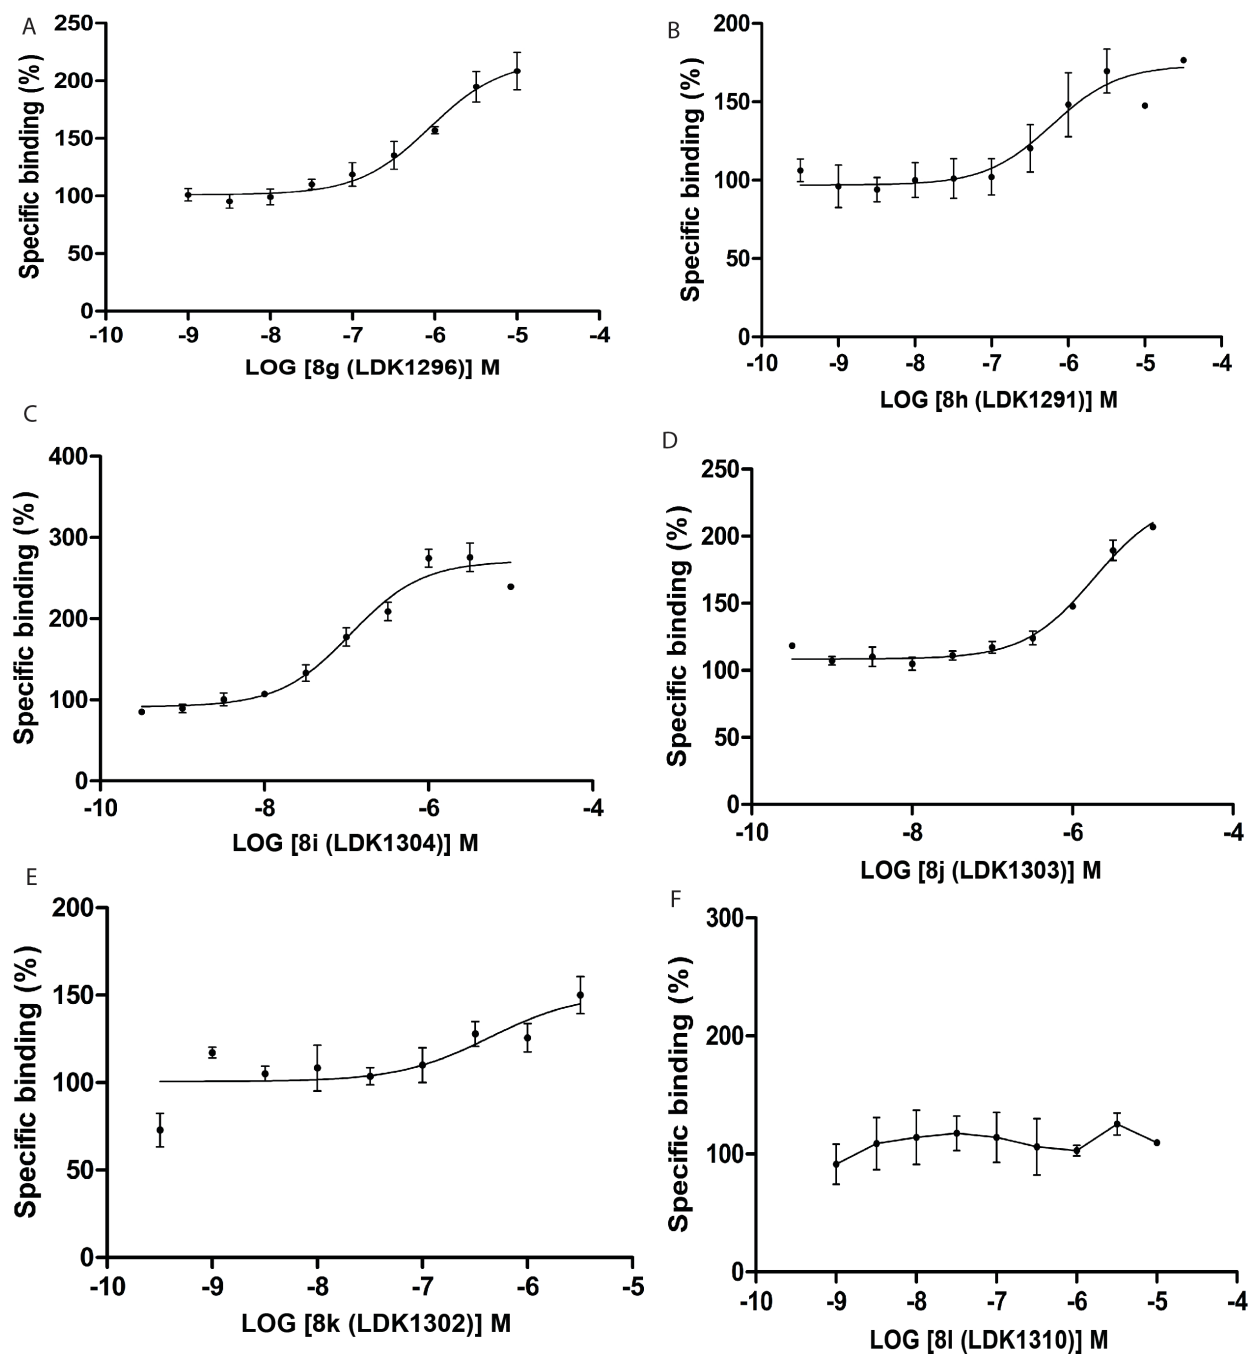 A
250
200
150
100
50
0
Specific binding (%)
-10 -9 -8 -7 -6 -5 -4
LOG [8g (LDK1296)] M
B
200
150
100
50
0
Specific binding (%)
-10 -9 -8 -7 -6 -5 -4
LOG [8h (LDK1291)] M
C
400
300
200
100
0
Specific binding (%)
-10 -8 -6 -4
LOG [8i (LDK1304)] M
D
250
200
150
100
50
0
Specific binding (%)
-10 -8 -6 -4
LOG [8j (LDK1303)] M
E
200
150
100
50
0
Specific binding (%)
-10 -9 -8 -7 -6 -5
LOG [8k (LDK1302)] M
F
300
200
100
0
Specific binding (%)
-10 -9 -8 -7 -6 -5 -4
LOG [8l (LDK1310)] M